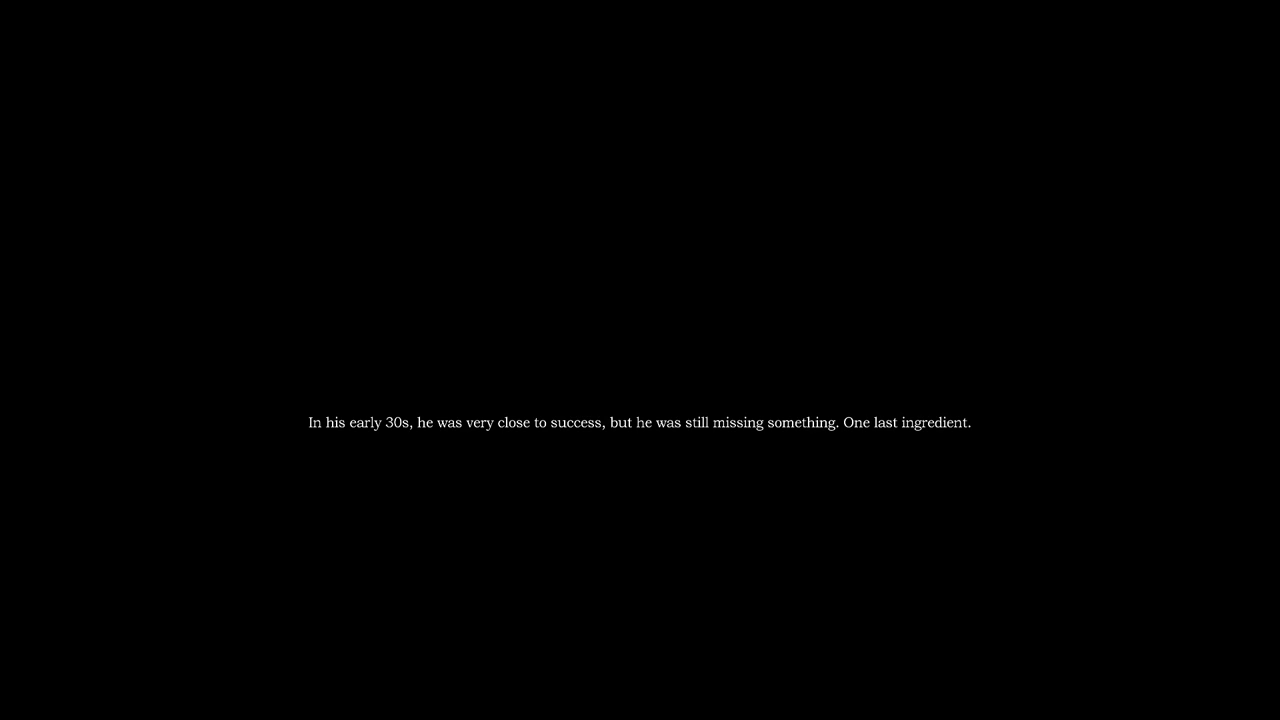 In his early 30s, he was very close to success, but he was still missing something. One last ingredient.